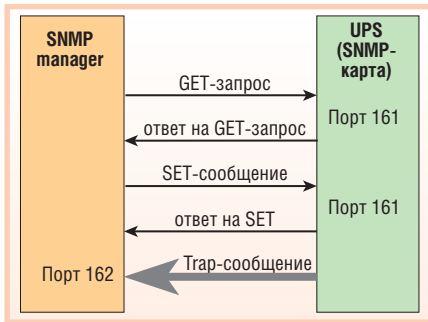 SNMP
manager
UPS
(SNMP-
карта)
GET-запрос
Порт 161
ответ на GET-запрос
SET-сообщение
Порт 161
ответ на SET
Trap-сообщение
Порт 162